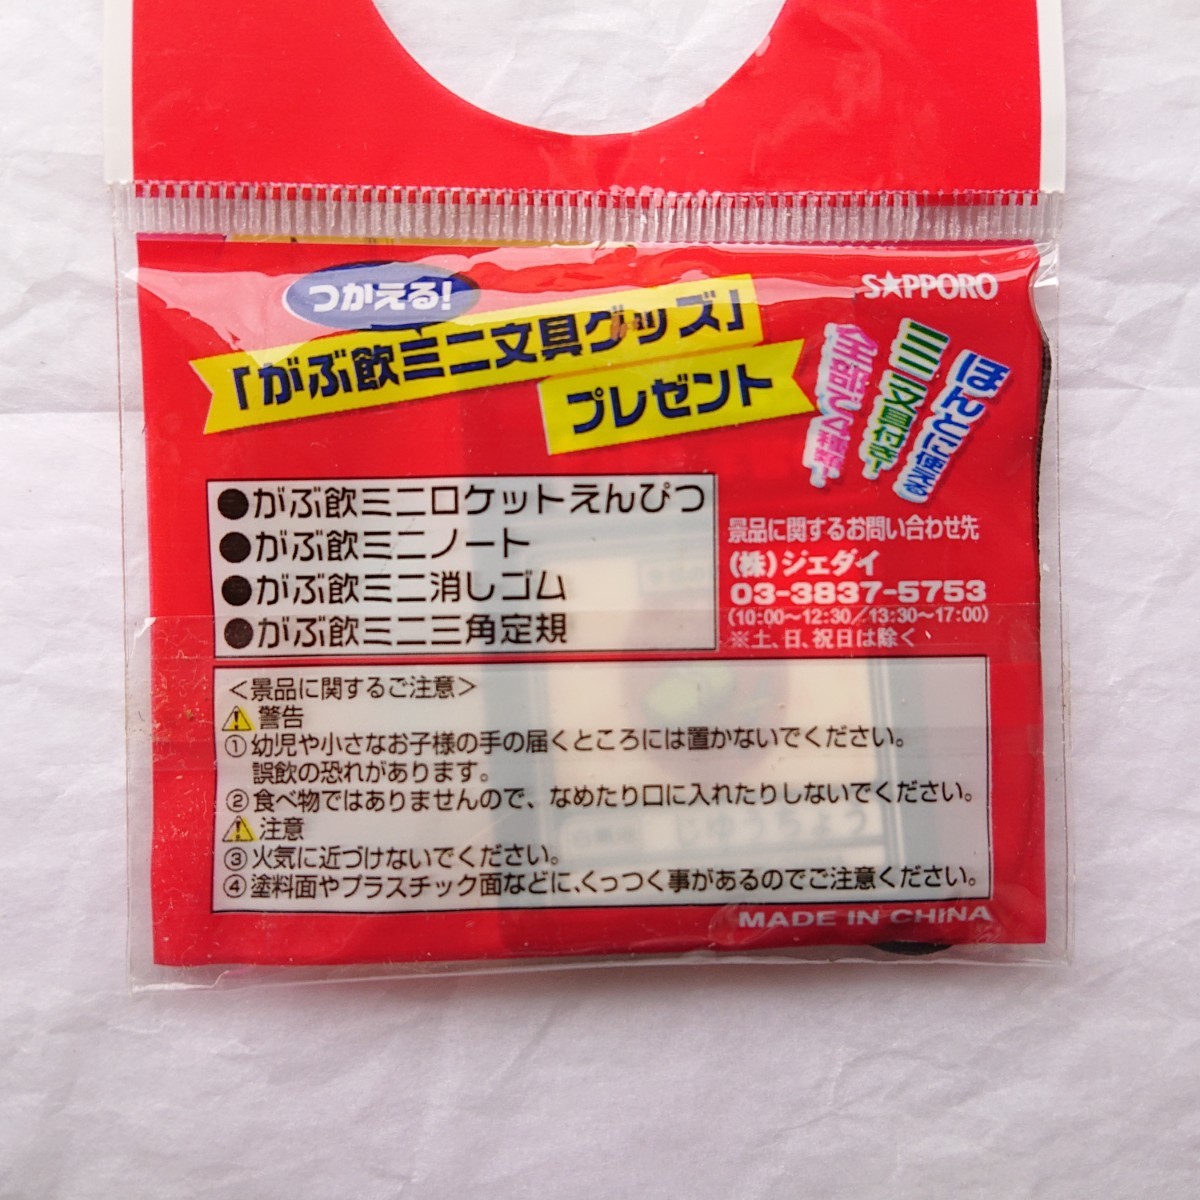 SAPPORO
つかえる!
「がぶ飲ミニ文具グッズ」
プレゼント
ほんとに使える
ミニ文具付き!
景品に関するお問い合わせ先
(株)ジェダイ
03-3837-5753
(10:00〜12:30/13:30〜17:00)
※土、日、祝日は除く
●がぶ飲ミニロケットえんぴつ
●がぶ飲ミニノート
●がぶ飲ミニ消しゴム
●がぶ飲ミニ三角定規
<景品に関するご注意>
警告
①幼児や小さなお子様の手の届くところには置かないでください。
誤飲の恐れがあります。
②食べ物ではありませんので、なめたり口に入れたりしないでください。
注意
③火気に近づけないでください。
④塗料面やプラスチック面などに、くっつく事があるのでご注意ください。
MADE IN CHINA